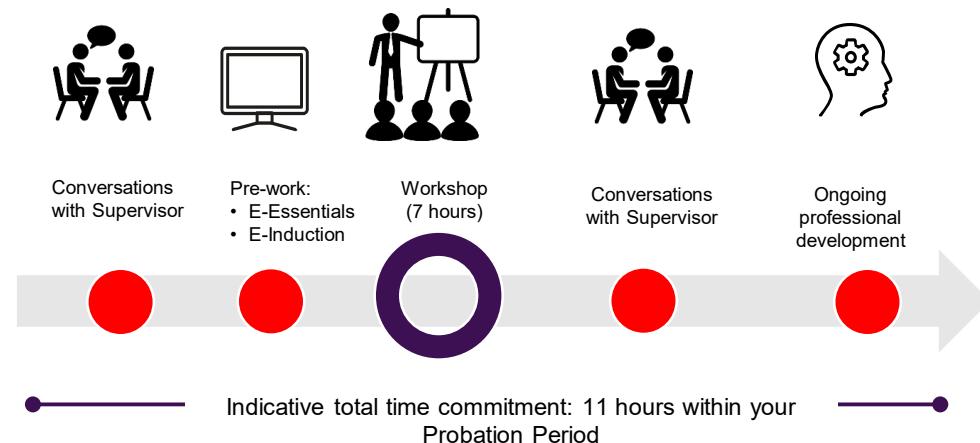 Conversations
with Supervisor
Pre-work:
• E-Essentials
• E-Induction
Workshop
(7 hours)
Conversations
with Supervisor
Ongoing
professional
development
Indicative total time commitment: 11 hours within your
Probation Period